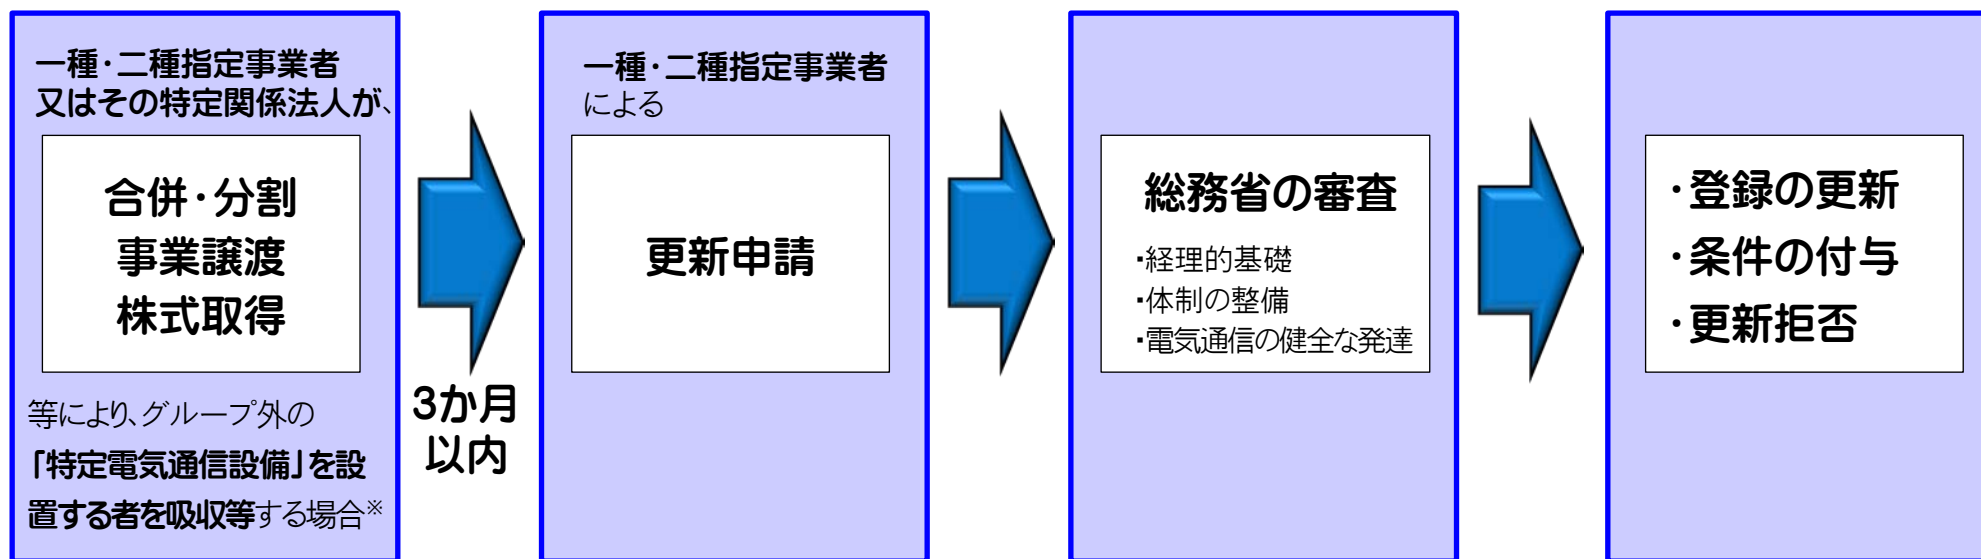 一種・二種指定事業者
又はその特定関係法人が、
合併・分割
事業譲渡
株式取得
等により、グループ外の
「特定電気通信設備」を設
置する者を吸収等する場合※
3か月
以内
一種・二種指定事業者
による
更新申請
総務省の審査
・経理的基礎
・体制の整備
・電気通信の健全な発達
・登録の更新
・条件の付与
・更新拒否